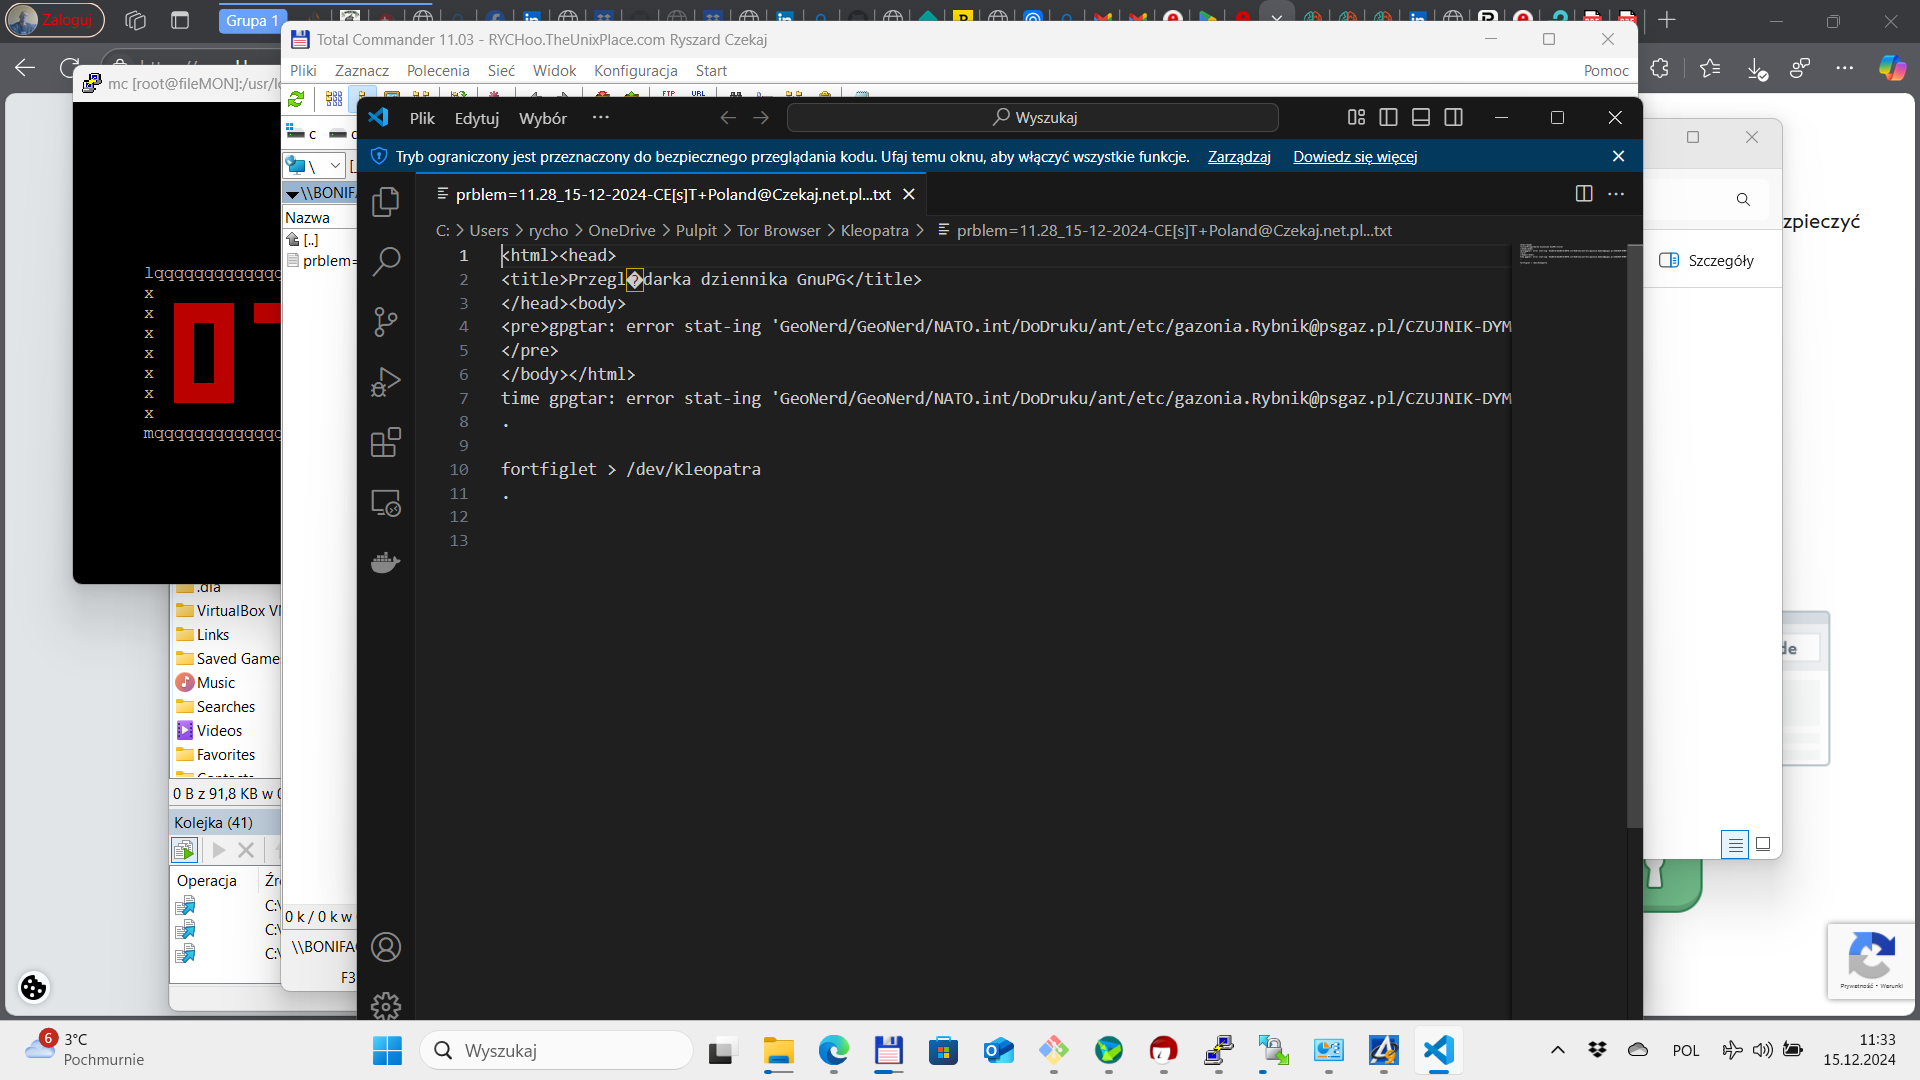 Zaloguj
Grupa 1
Total Commander 11.03 - RYCHoo.TheUnixPlace.com Ryszard Czekaj
Pliki Zaznacz Polecenia Sieć Widok Konfiguracja Start Pomoc
mc [root@fileMON]:/usr/l
FTP URL
c
\
\\BONIFA
Nazwa
[..]
prblem=
Plik Edytuj Wybór ···
Wyszukaj
Tryb ograniczony jest przeznaczony do bezpiecznego przeglądania kodu. Ufaj temu oknu, aby włączyć wszystkie funkcje. Zarządzaj Dowiedz się więcej
prblem=11.28_15-12-2024-CE[s]T+Poland@Czekaj.net.pl...txt
C: > Users > rycho > OneDrive > Pulpit > Tor Browser > Kleopatra > prblem=11.28_15-12-2024-CE[s]T+Poland@Czekaj.net.pl...txt
1 <html><head>
2 <title>Przegl�darka dziennika GnuPG</title>
3 </head><body>
4 <pre>gpgtar: error stat-ing 'GeoNerd/GeoNerd/NATO.int/DoDruku/ant/etc/gazonia.Rybnik@psgaz.pl/CZUJNIK-DYM
5 </pre>
6 </body></html>
7 time gpgtar: error stat-ing 'GeoNerd/GeoNerd/NATO.int/DoDruku/ant/etc/gazonia.Rybnik@psgaz.pl/CZUJNIK-DYM
8 .
9
10 fortfiglet > /dev/Kleopatra
11 .
12
13
lqqqqqqqqqqqqq
x
x
x
x
x
x
x
mqqqqqqqqqqqqq
.dla
VirtualBox VM
Links
Saved Game
Music
Searches
Videos
Favorites
Contacts
0 B z 91,8 KB w 0
Kolejka (41)
Operacja Źró
C:\
C:\
C:\
0 k / 0 k w
\\BONIFA
F3
zpieczyć
Szczegóły
de
Prywatność • Warunki
6
3°C
Pochmurnie
Wyszukaj
POL
11:33
15.12.2024